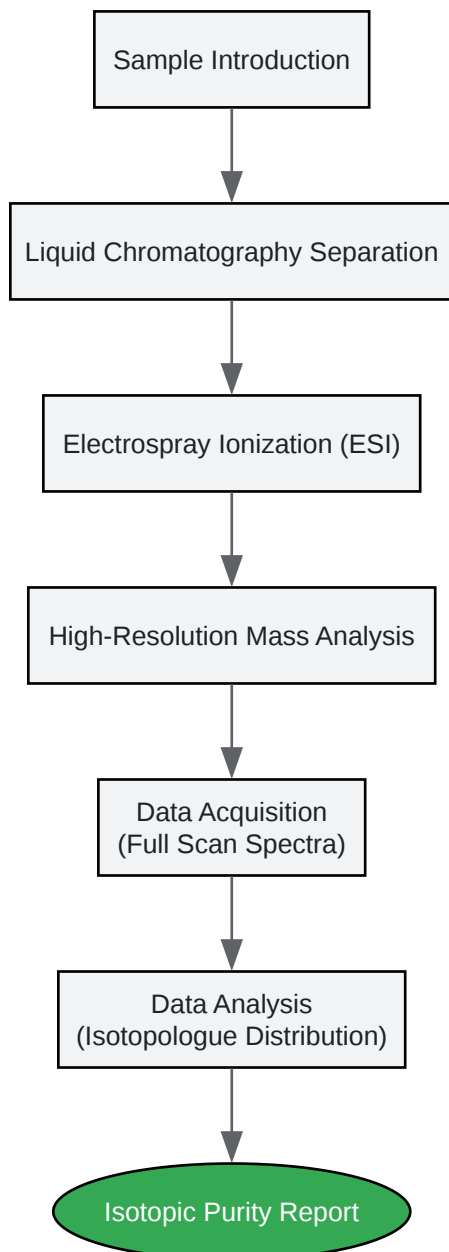 Sample Introduction
Liquid Chromatography Separation
Electrospray Ionization (ESI)
High-Resolution Mass Analysis
Data Acquisition
(Full Scan Spectra)
Data Analysis
(Isotopologue Distribution)
Isotopic Purity Report